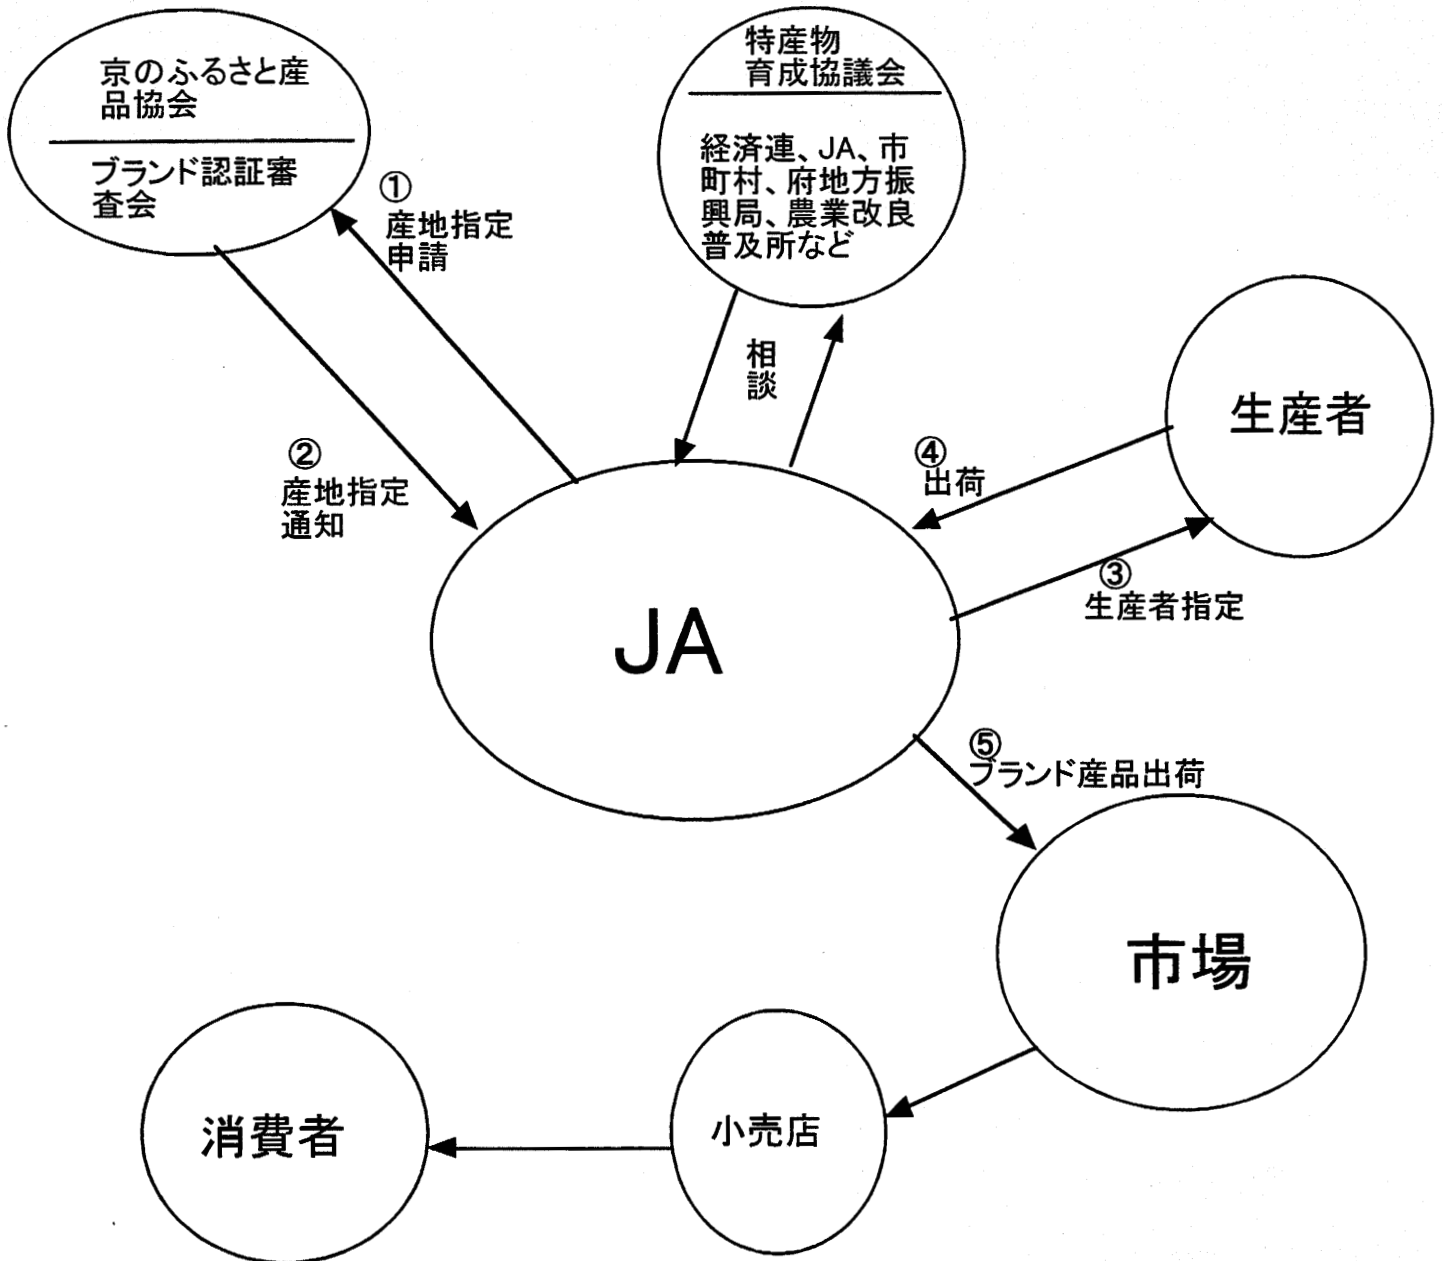 京のふるさと産
品協会
ブランド認証審
査会
特産物
育成協議会
経済連、JA、市
町村、府地方振
興局、農業改良
普及所など
①
産地指定
申請
相
談
生産者
②
産地指定
通知
④
出荷
③
生産者指定
JA
⑤
ブランド産品出荷
市場
小売店
消費者